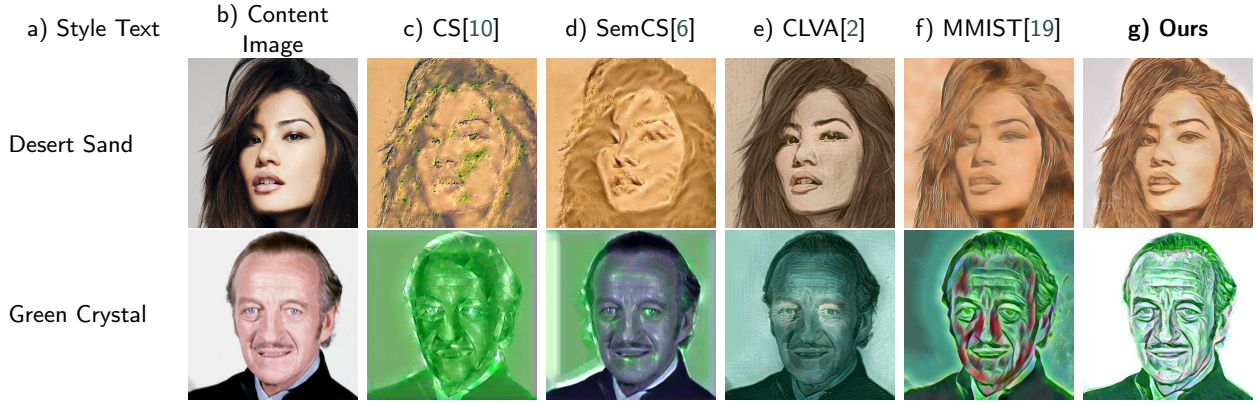 a) Style Text
b) Content
Image
c) CS[10]
d) SemCS[6]
e) CLVA[2]
f) MMIST[19]
g) Ours
Desert Sand
Green Crystal